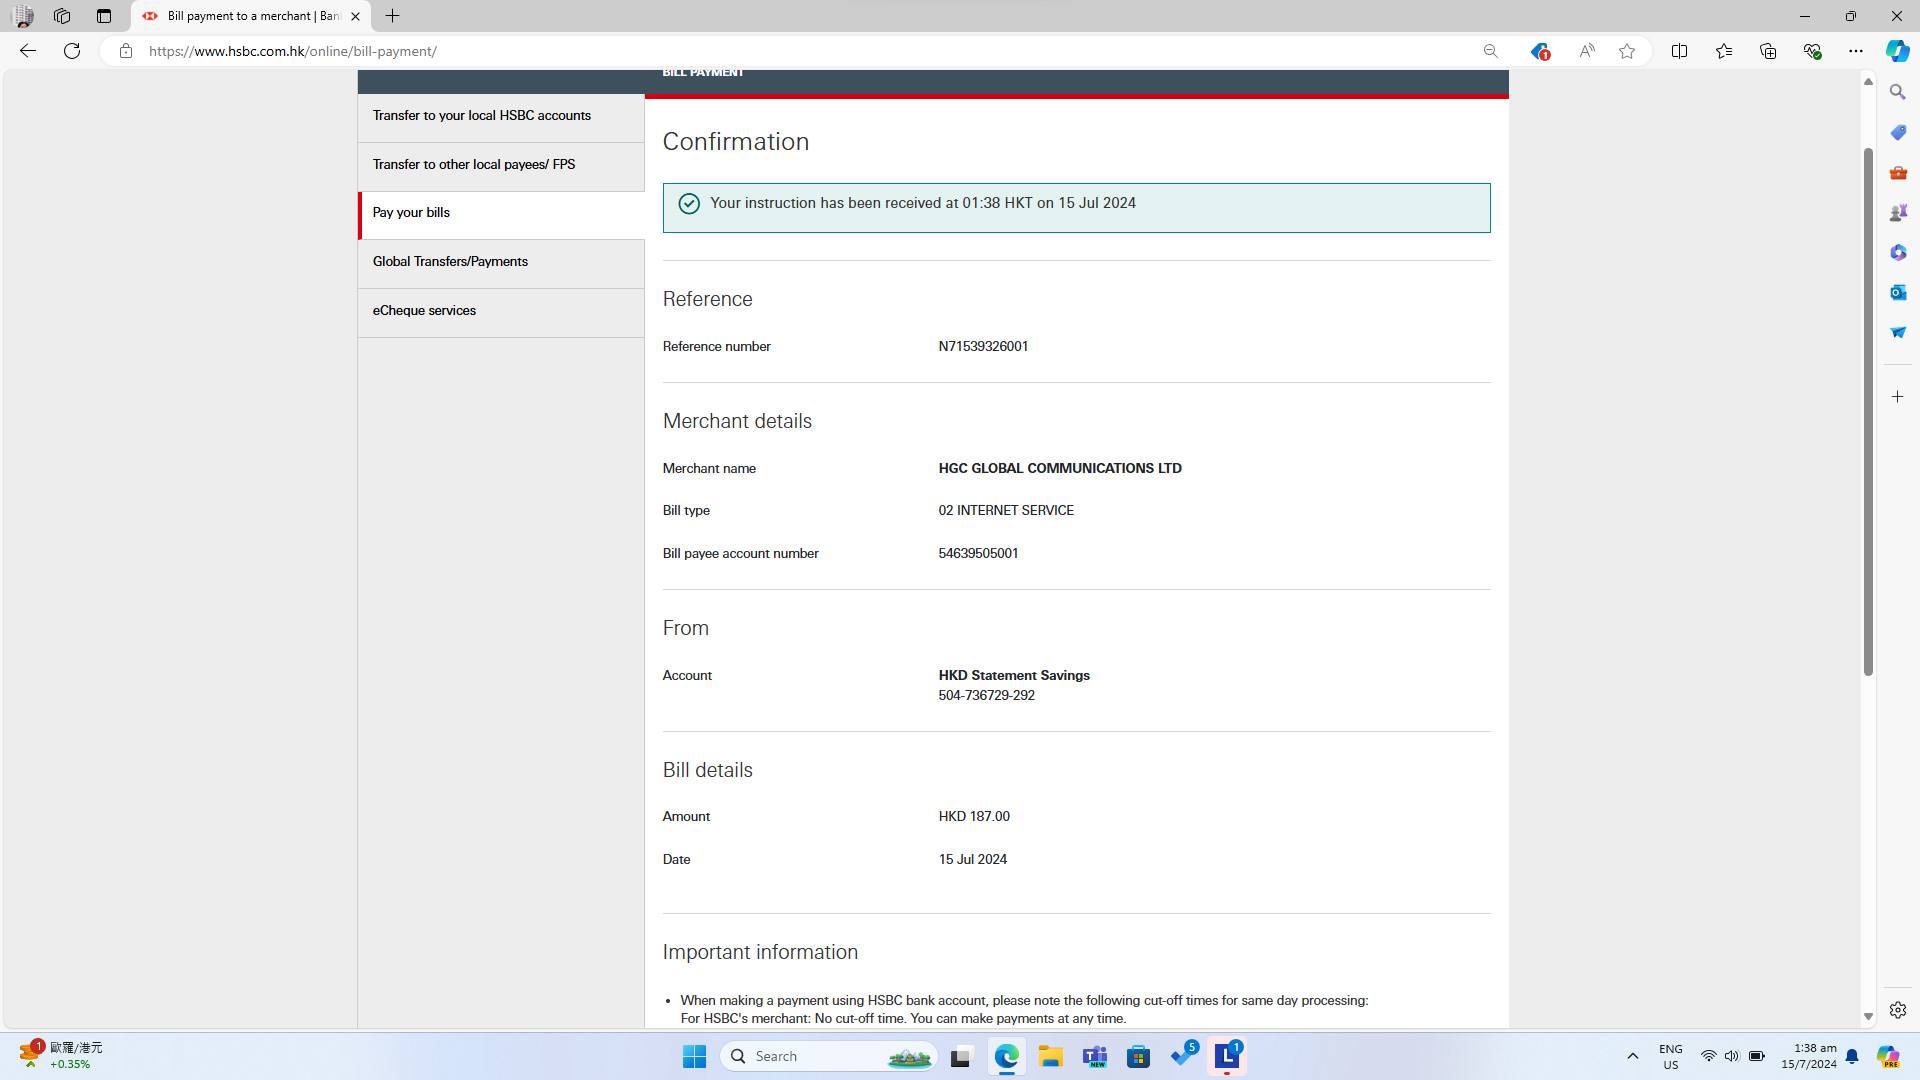 Bill payment to a merchant | Ban
https://www.hsbc.com.hk/online/bill-payment/
1
BILL PAYMENT
Transfer to your local HSBC accounts
Transfer to other local payees/ FPS
Pay your bills
Global Transfers/Payments
eCheque services
Confirmation
Your instruction has been received at 01:38 HKT on 15 Jul 2024
Reference
Reference number N71539326001
Merchant details
Merchant name HGC GLOBAL COMMUNICATIONS LTD
Bill type 02 INTERNET SERVICE
Bill payee account number 54639505001
From
Account HKD Statement Savings
504-736729-292
Bill details
Amount HKD 187.00
Date 15 Jul 2024
Important information
• When making a payment using HSBC bank account, please note the following cut-off times for same day processing:
For HSBC's merchant: No cut-off time. You can make payments at any time.
1
歐羅/港元
+0.35%
Search
NEW
5
L
1
ENG
US
1:38 am
15/7/2024
PRE